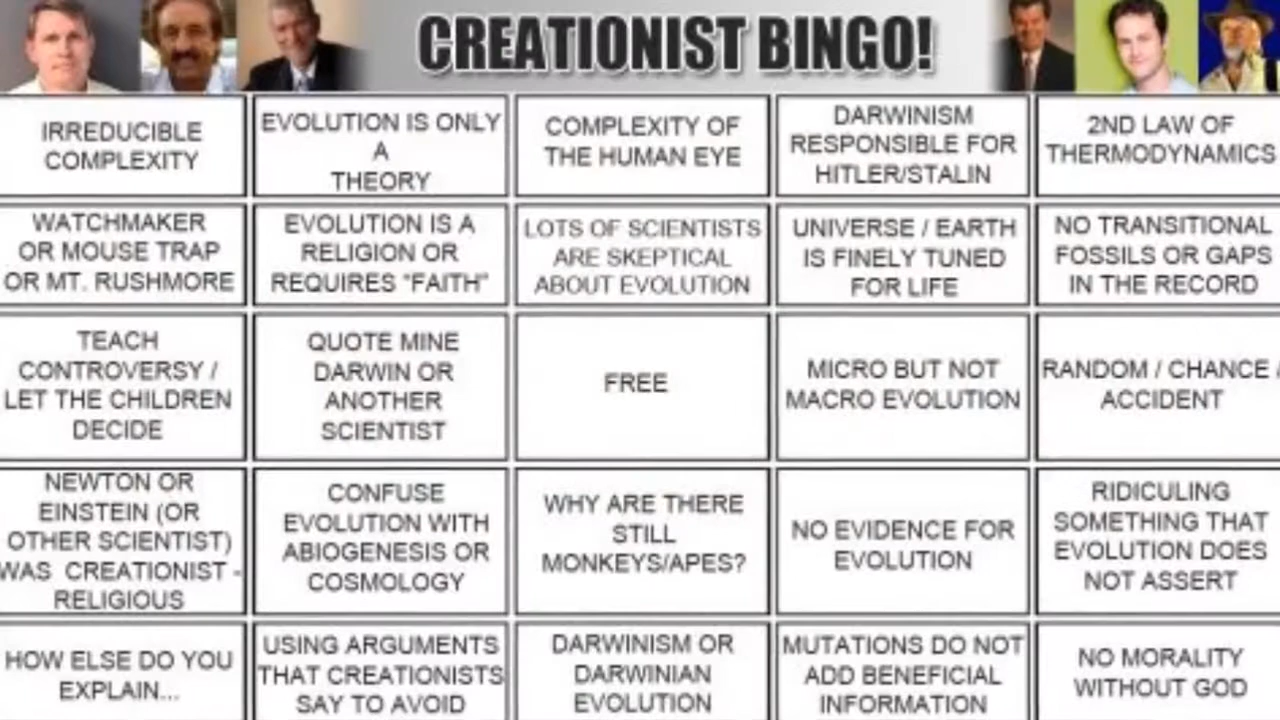 CREATIONIST BINGO!
IRREDUCIBLE
COMPLEXITY
EVOLUTION IS ONLY
A
THEORY
COMPLEXITY OF
THE HUMAN EYE
DARWINISM
RESPONSIBLE FOR
HITLER/STALIN
2ND LAW OF
THERMODYNAMICS
WATCHMAKER
OR MOUSE TRAP
OR MT. RUSHMORE
EVOLUTION IS A
RELIGION OR
REQUIRES "FAITH"
LOTS OF SCIENTISTS
ARE SKEPTICAL
ABOUT EVOLUTION
UNIVERSE / EARTH
IS FINELY TUNED
FOR LIFE
NO TRANSITIONAL
FOSSILS OR GAPS
IN THE RECORD
TEACH
CONTROVERSY /
LET THE CHILDREN
DECIDE
QUOTE MINE
DARWIN OR
ANOTHER
SCIENTIST
FREE
MICRO BUT NOT
MACRO EVOLUTION
RANDOM / CHANCE /
ACCIDENT
NEWTON OR
EINSTEIN (OR
OTHER SCIENTIST)
WAS CREATIONIST -
RELIGIOUS
CONFUSE
EVOLUTION WITH
ABIOGENESIS OR
COSMOLOGY
WHY ARE THERE
STILL
MONKEYS/APES?
NO EVIDENCE FOR
EVOLUTION
RIDICULING
SOMETHING THAT
EVOLUTION DOES
NOT ASSERT
HOW ELSE DO YOU
EXPLAIN...
USING ARGUMENTS
THAT CREATIONISTS
SAY TO AVOID
DARWINISM OR
DARWINIAN
EVOLUTION
MUTATIONS DO NOT
ADD BENEFICIAL
INFORMATION
NO MORALITY
WITHOUT GOD